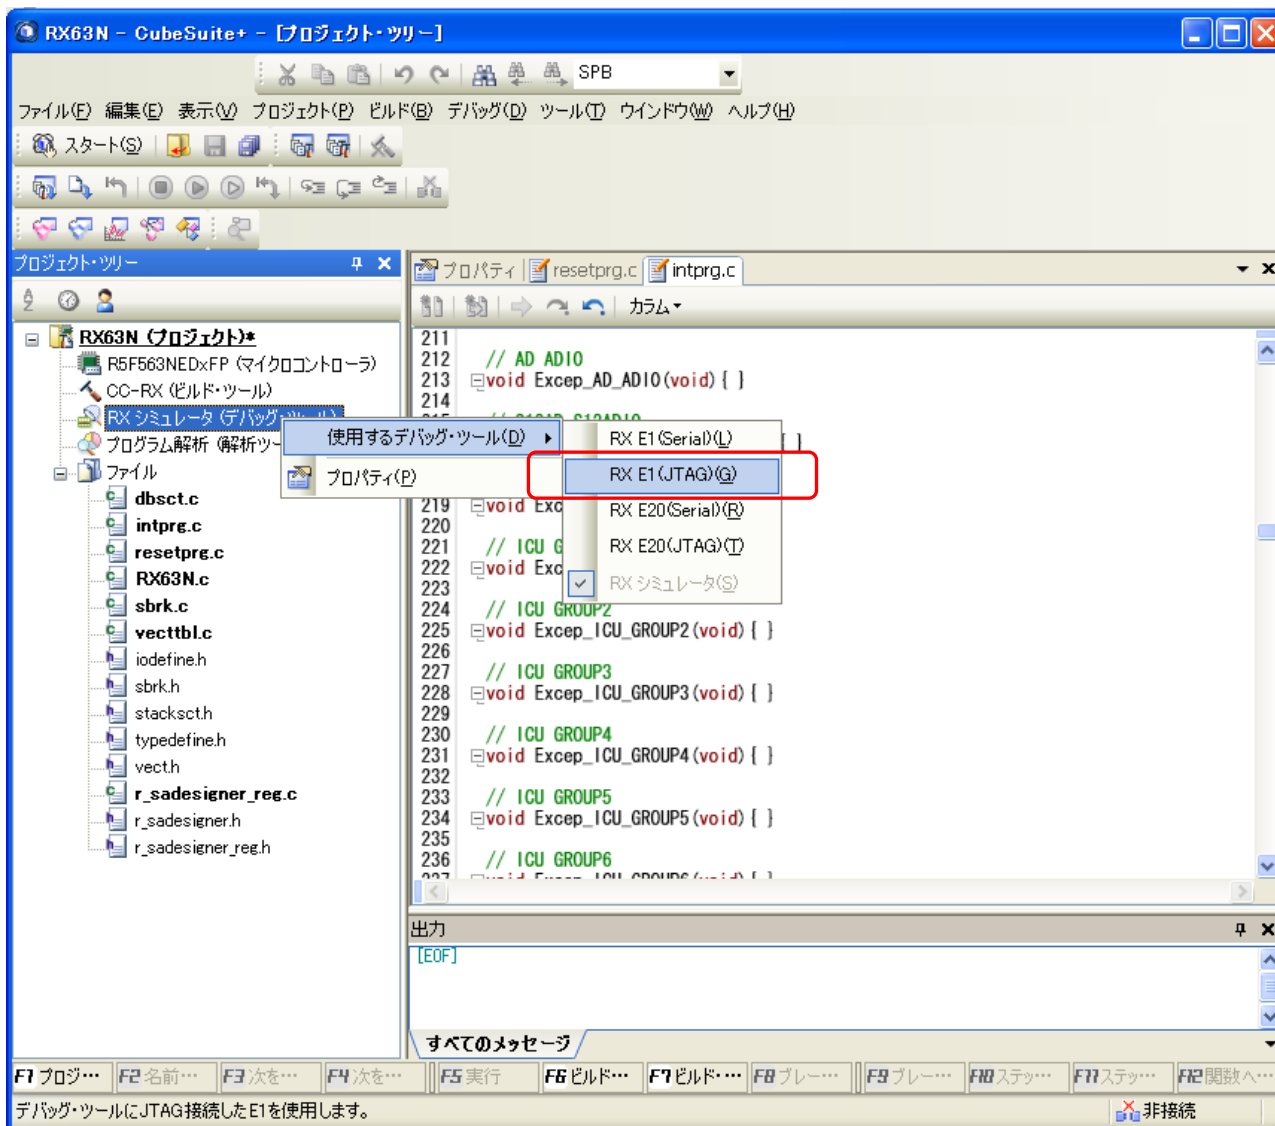 RX63N - CubeSuite+ - [プロジェクト・ツリー]
SPB
ファイル(F) 編集(E) 表示(V) プロジェクト(P) ビルド(B) デバッグ(D) ツール(T) ウインドウ(W) ヘルプ(H)
スタート(S)
プロジェクト・ツリー
RX63N (プロジェクト)*
R5F563NEDxFP (マイクロコントローラ)
CC-RX (ビルド・ツール)
RX シミュレータ (デバッグ・ツール)
プログラム解析 (解析ツー
ファイル
dbsct.c
intprg.c
resetprg.c
RX63N.c
sbrk.c
vecttbl.c
iodefine.h
sbrk.h
stacksct.h
typedefine.h
vect.h
r_sadesigner_reg.c
r_sadesigner.h
r_sadesigner_reg.h
使用するデバッグ・ツール(D)
プロパティ(P)
RX E1(Serial)(L)
RX E1(JTAG)(G)
RX E20(Serial)(R)
RX E20(JTAG)(T)
RX シミュレータ(S)
プロパティ resetprg.c intprg.c
カラム
211
212 // AD ADI0
213 void Excep_AD_ADI0(void){ }
214
215 // S12AD S12ADI0
{ }
219 void Exc
220
221 // ICU G
222 void Exc
223
224 // ICU GROUP2
225 void Excep_ICU_GROUP2(void){ }
226
227 // ICU GROUP3
228 void Excep_ICU_GROUP3(void){ }
229
230 // ICU GROUP4
231 void Excep_ICU_GROUP4(void){ }
232
233 // ICU GROUP5
234 void Excep_ICU_GROUP5(void){ }
235
236 // ICU GROUP6
237 void Excep_ICU_GROUP6(void){ }
出力
[EOF]
すべてのメッセージ
F1 プロジ… F2 名前… F3 次を… F4 次を… F5 実行 F6 ビルド… F7 ビルド・… F8 ブレー… F9 ブレー… F10 ステッ… F11 ステッ… F12 関数へ…
デバッグ・ツールにJTAG接続したE1を使用します。
非接続